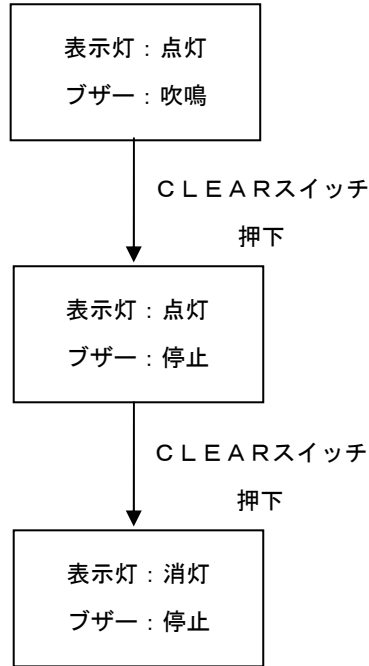 表示灯：点灯
ブザー：吹鳴
ＣＬＥＡＲスイッチ
押下
表示灯：点灯
ブザー：停止
ＣＬＥＡＲスイッチ
押下
表示灯：消灯
ブザー：停止